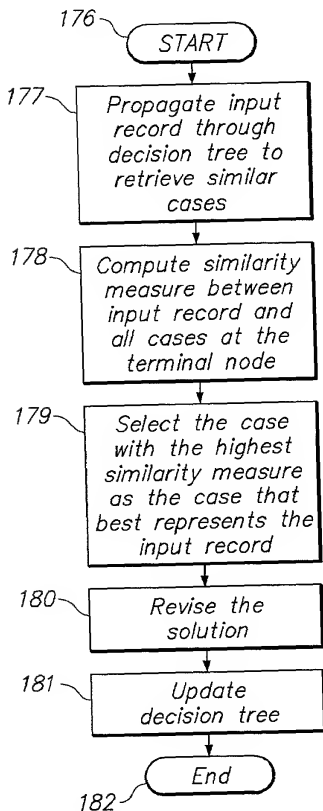 176
START
177
Propagate input
record through
decision tree to
retrieve similar
cases
178
Compute similarity
measure between
input record and
all cases at the
terminal node
179
Select the case
with the highest
similarity measure
as the case that
best represents the
input record
180
Revise the
solution
181
Update
decision tree
End
182